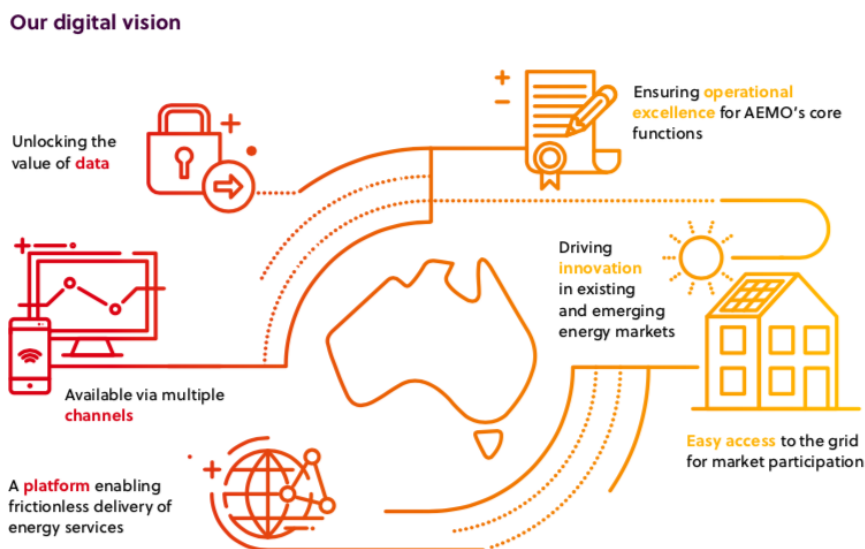 Our digital vision
Unlocking the
value of data
Ensuring operational
excellence for AEMO's core
functions
Driving
innovation
in existing
and emerging
energy markets
Available via multiple
channels
Easy access to the grid
for market participation
A platform enabling
frictionless delivery of
energy services